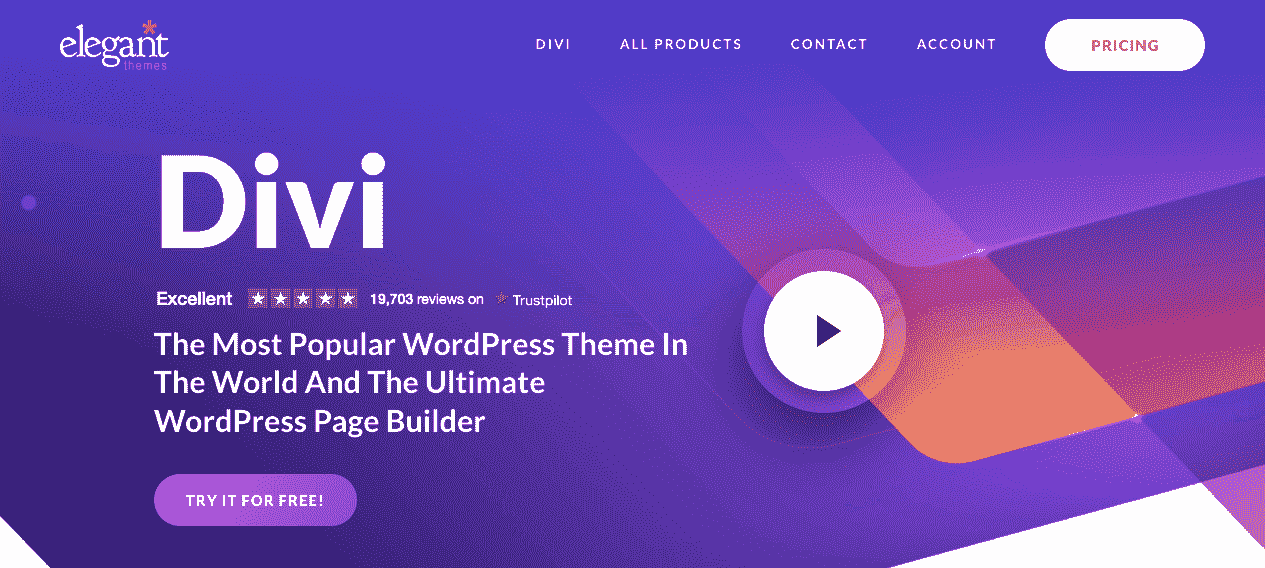 elegant
themes
DIVI
ALL PRODUCTS
CONTACT
ACCOUNT
PRICING
Divi
Excellent
19,703 reviews on
Trustpilot
The Most Popular WordPress Theme In
The World And The Ultimate
WordPress Page Builder
TRY IT FOR FREE!